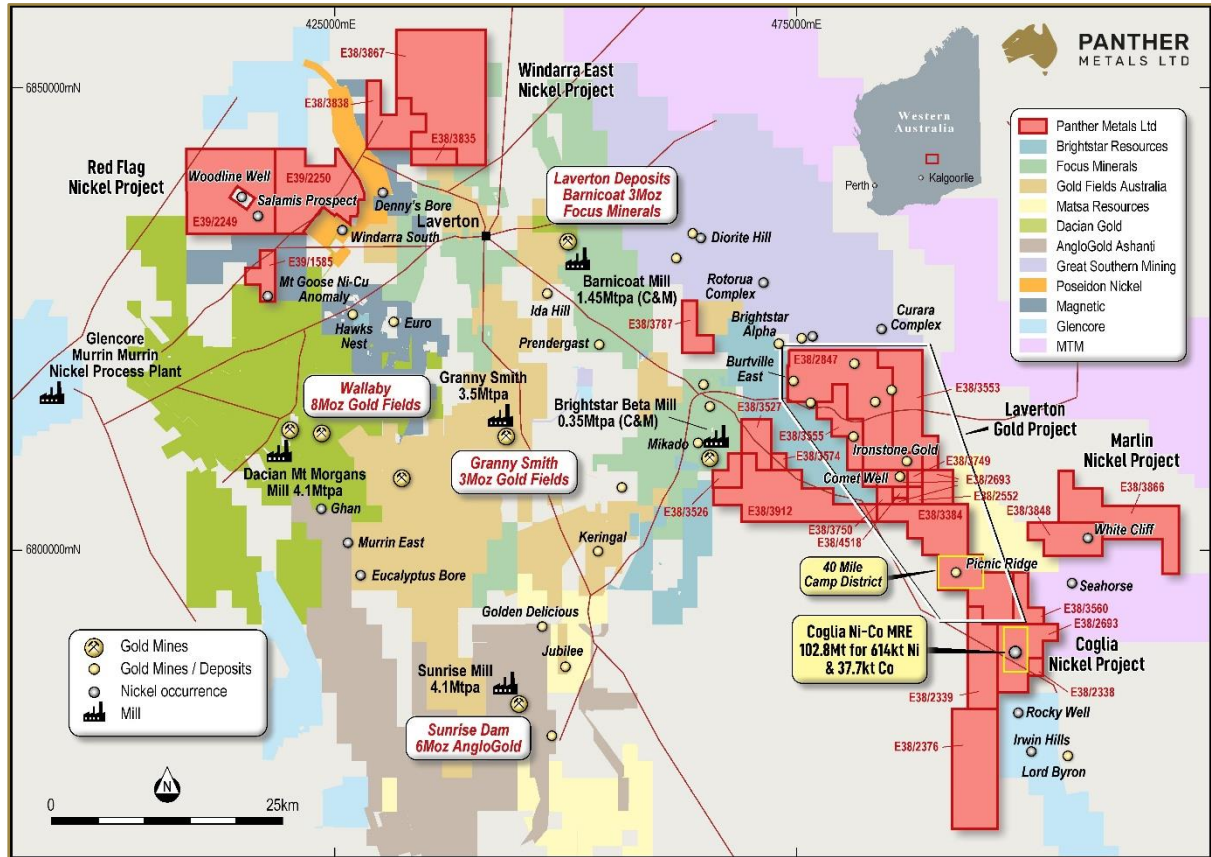 425000mE
475000mE
6850000mN
6800000mN
PANTHER
METALS LTD
Western
Australia
Perth
Kalgoorlie
Panther Metals Ltd
Brightstar Resources
Focus Minerals
Gold Fields Australia
Matsa Resources
Dacian Gold
AngloGold Ashanti
Great Southern Mining
Poseidon Nickel
Magnetic
Glencore
MTM
E38/3867
Windarra East
Nickel Project
E38/3838
E38/3835
Red Flag
Nickel Project
Woodline Well
E39/2250
Salamis Prospect
E39/2249
Denny's Bore
Laverton
Windarra South
E39/1585
Mt Goose Ni-Cu
Anomaly
Laverton Deposits
Barnicoat 3Moz
Focus Minerals
Diorite Hill
Barnicoat Mill
1.45Mtpa (C&M)
Rotorua
Complex
Ida Hill
Hawks
Nest
Euro
Prendergast
E38/3787
Brightstar
Alpha
Curara
Complex
Glencore
Murrin Murrin
Nickel Process Plant
Burtville
East
E38/2847
E38/3553
Wallaby
8Moz Gold Fields
Granny Smith
3.5Mtpa
Brightstar Beta Mill
0.35Mtpa (C&M)
E38/3527
E38/3555
Laverton
Gold Project
Mikado
E38/3574
Ironstone Gold
Marlin
Nickel Project
Dacian Mt Morgans
Mill 4.1Mtpa
Granny Smith
3Moz Gold Fields
Comet Well
E38/3749
E38/2693
E38/2552
E38/3866
Ghan
E38/3526
E38/3912
E38/3750
E38/4518
E38/3384
E38/3848
White Cliff
Murrin East
Keringal
Eucalyptus Bore
40 Mile
Camp District
Picnic Ridge
Seahorse
Golden Delicious
E38/3560
E38/2693
Jubilee
Coglia Ni-Co MRE
102.8Mt for 614kt Ni
& 37.7kt Co
Coglia
Nickel Project
Gold Mines
Gold Mines / Deposits
Nickel occurrence
Mill
Sunrise Mill
4.1Mtpa
E38/2339
E38/2338
Sunrise Dam
6Moz AngloGold
Rocky Well
E38/2376
Irwin Hills
Lord Byron
N
0
25km